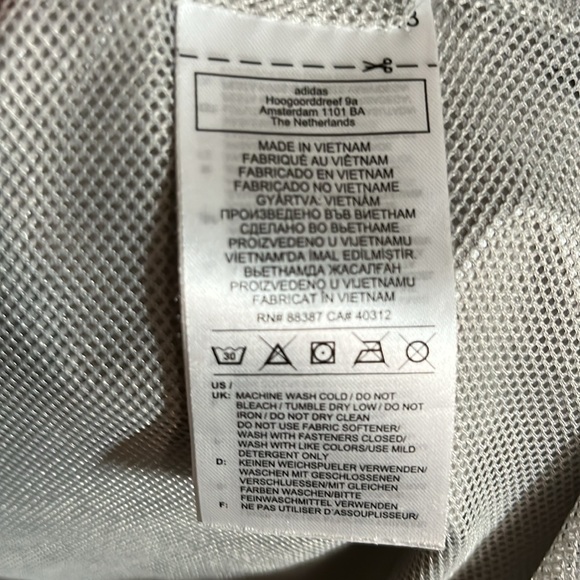 3
adidas
Hoogoorddreef 9a
Amsterdam 1101 BA
The Netherlands
MADE IN VIETNAM
FABRIQUÉ AU VIÊTNAM
FABRICADO EN VIETNAM
FABRICADO NO VIETNAME
GYÁRTVA: VIETNÁM
ПРОИЗВЕДЕНО ВЪВ ВИЕТНАМ
СДЕЛАНО ВО ВЬЕТНАМЕ
PROIZVEDENO U VIJETNAMU
VIETNAM'DA İMAL EDİLMİŞTİR.
ВЬЕТНАМДА ЖАСАЛҒАН
PROIZVEDENO U VIJETNAMU
FABRICAT ÎN VIETNAM
RN# 88387 CA# 40312
30
US /
UK: MACHINE WASH COLD / DO NOT
BLEACH / TUMBLE DRY LOW / DO NOT
IRON / DO NOT DRY CLEAN
DO NOT USE FABRIC SOFTENER/
WASH WITH FASTENERS CLOSED/
WASH WITH LIKE COLORS/USE MILD
DETERGENT ONLY
D: KEINEN WEICHSPUELER VERWENDEN/
WASCHEN MIT GESCHLOSSENEN
VERSCHLUESSEN/MIT GLEICHEN
FARBEN WASCHEN/BITTE
FEINWASCHMITTEL VERWENDEN
F: NE PAS UTILISER D'ASSOUPLISSEUR/